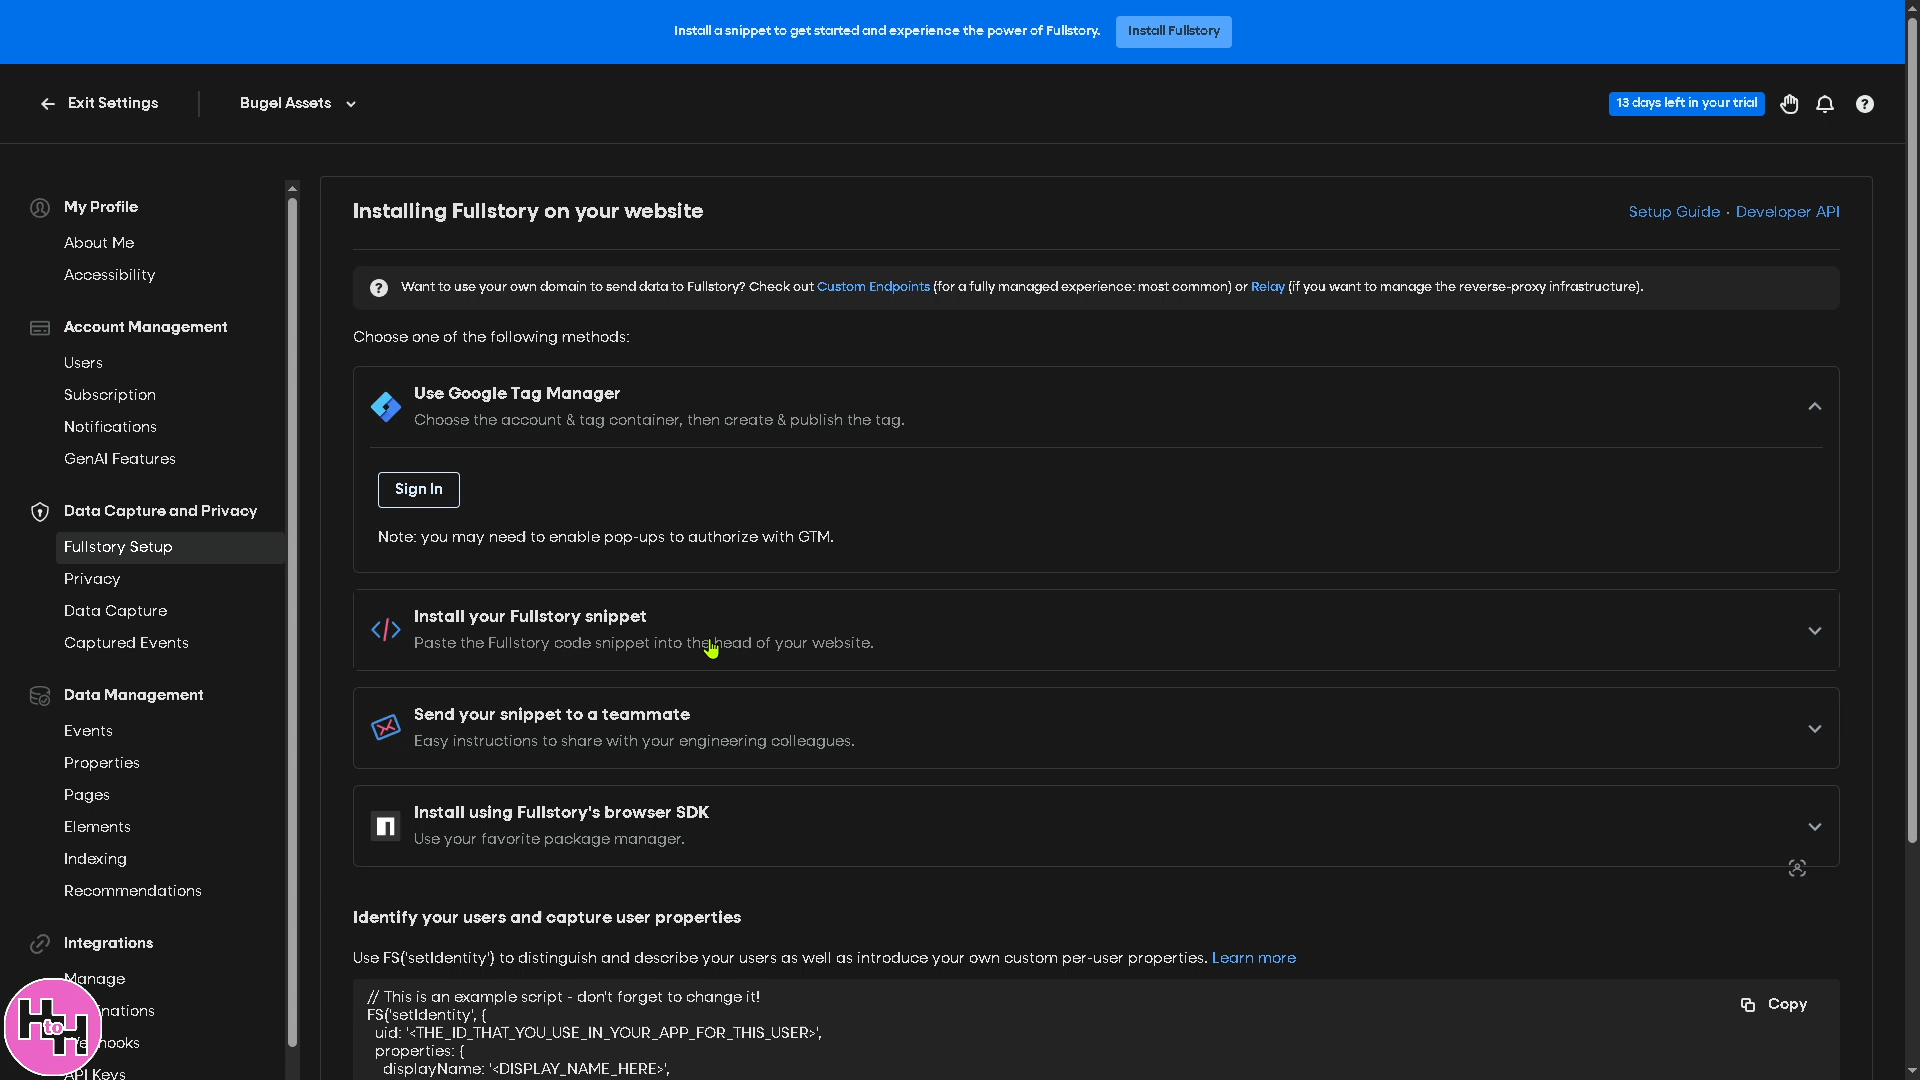 Install a snippet to get started and experience the power of Fullstory.
Install Fullstory
Exit Settings
Bugel Assets
13 days left in your trial
My Profile
About Me
Accessibility
Account Management
Users
Subscription
Notifications
GenAI Features
Data Capture and Privacy
Fullstory Setup
Privacy
Data Capture
Captured Events
Data Management
Events
Properties
Pages
Elements
Indexing
Recommendations
Integrations
Manage
API Keys
H to H
Installing Fullstory on your website
Setup Guide · Developer API
Want to use your own domain to send data to Fullstory? Check out Custom Endpoints (for a fully managed experience: most common) or Relay (if you want to manage the reverse-proxy infrastructure).
Choose one of the following methods:
Use Google Tag Manager
Choose the account & tag container, then create & publish the tag.
Sign In
Note: you may need to enable pop-ups to authorize with GTM.
Install your Fullstory snippet
Paste the Fullstory code snippet into the head of your website.
Send your snippet to a teammate
Easy instructions to share with your engineering colleagues.
Install using Fullstory's browser SDK
Use your favorite package manager.
Identify your users and capture user properties
Use FS('setIdentity') to distinguish and describe your users as well as introduce your own custom per-user properties. Learn more
// This is an example script - don't forget to change it!
FS('setIdentity', {
uid: '<THE_ID_THAT_YOU_USE_IN_YOUR_APP_FOR_THIS_USER>',
properties: {
displayName: '<DISPLAY_NAME_HERE>',
Copy